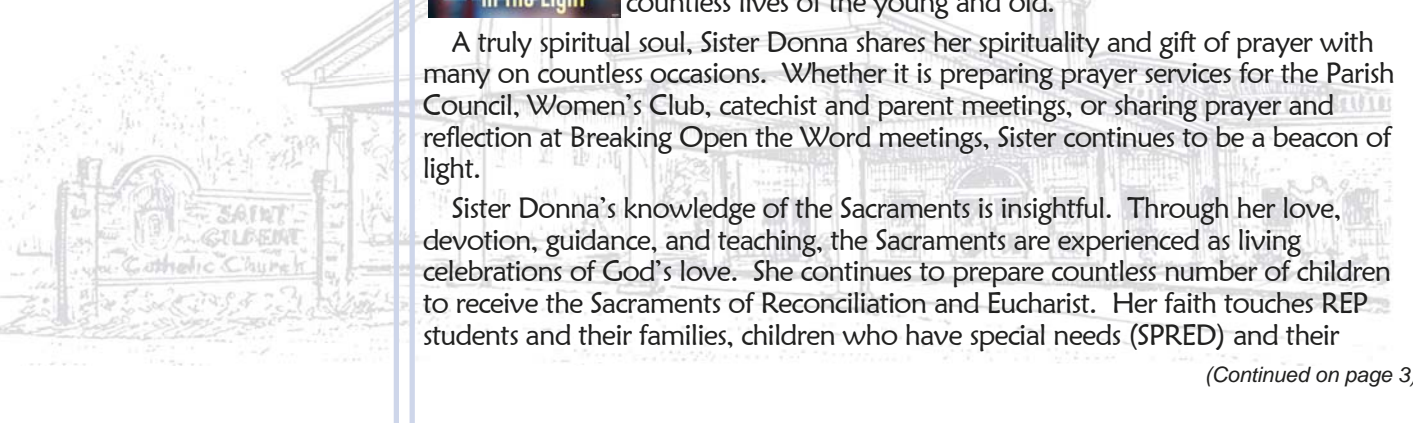 in the Light
countless lives of the young and old.
A truly spiritual soul, Sister Donna shares her spirituality and gift of prayer with
many on countless occasions. Whether it is preparing prayer services for the Parish
Council, Women's Club, catechist and parent meetings, or sharing prayer and
reflection at Breaking Open the Word meetings, Sister continues to be a beacon of
light.
Sister Donna's knowledge of the Sacraments is insightful. Through her love,
devotion, guidance, and teaching, the Sacraments are experienced as living
celebrations of God's love. She continues to prepare countless number of children
to receive the Sacraments of Reconciliation and Eucharist. Her faith touches REP
students and their families, children who have special needs (SPRED) and their
(Continued on page 3)
SAINT
GILBERT
Catholic Church